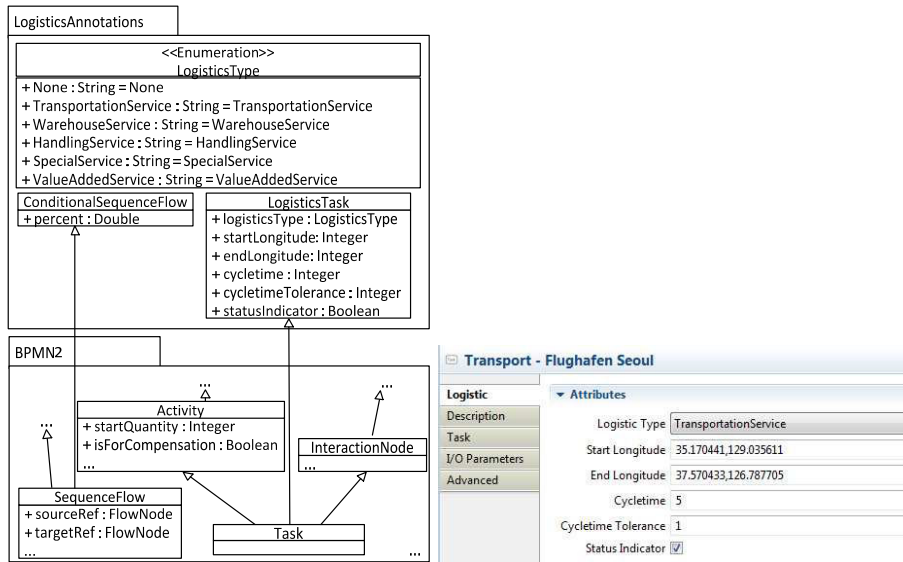 LogisticsAnnotations
<<Enumeration>>
LogisticsType
+ None : String = None
+ TransportationService : String = TransportationService
+ WarehouseService : String = WarehouseService
+ HandlingService : String = HandlingService
+ SpecialService : String = SpecialService
+ ValueAddedService : String = ValueAddedService
ConditionalSequenceFlow
+ percent : Double
LogisticsTask
+ logisticsType : LogisticsType
+ startLongitude: Integer
+ endLongitude: Integer
+ cycletime : Integer
+ cycletimeTolerance : Integer
+ statusIndicator : Boolean
BPMN2
...
...
...
Activity
+ startQuantity : Integer
+ isForCompensation : Boolean
...
InteractionNode
...
SequenceFlow
+ sourceRef : FlowNode
+ targetRef : FlowNode
...
Task
...
Transport - Flughafen Seoul
Logistic
Description
Task
I/O Parameters
Advanced
Attributes
Logistic Type TransportationService
Start Longitude 35.170441,129.035611
End Longitude 37.570433,126.787705
Cycletime 5
Cycletime Tolerance 1
Status Indicator